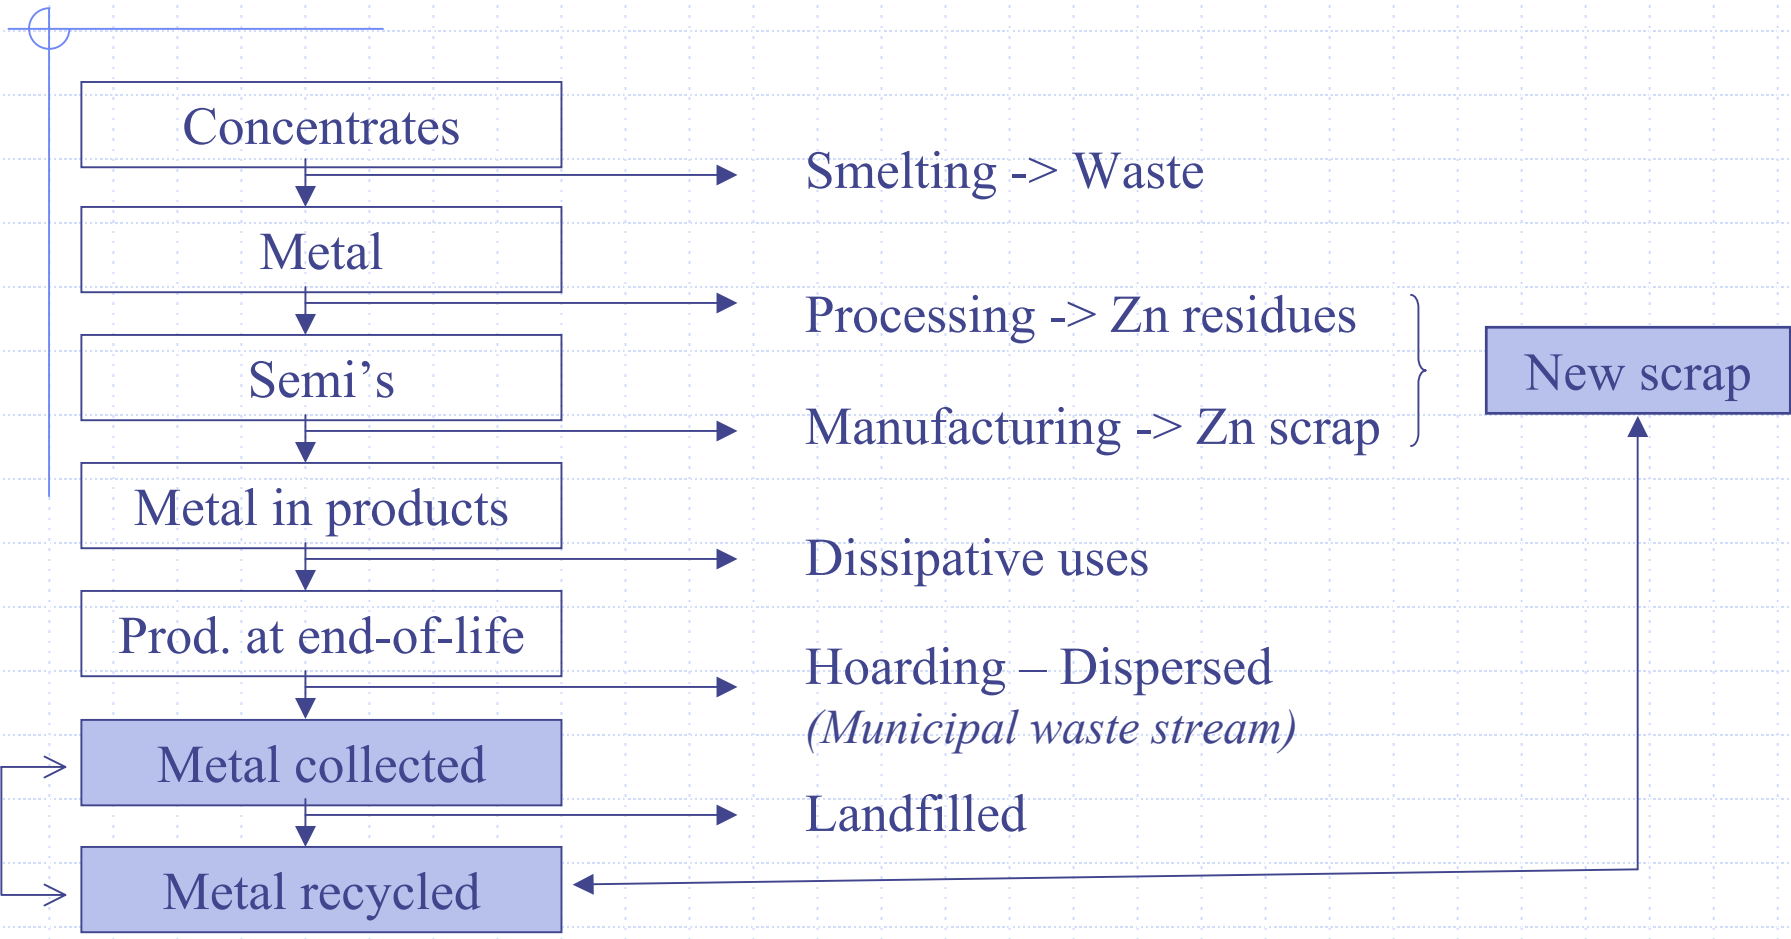 Concentrates
Smelting -> Waste
Metal
Processing -> Zn residues
New scrap
Semi’s
Manufacturing -> Zn scrap
Metal in products
Dissipative uses
Prod. at end-of-life
Hoarding – Dispersed
(Municipal waste stream)
Metal collected
Landfilled
Metal recycled